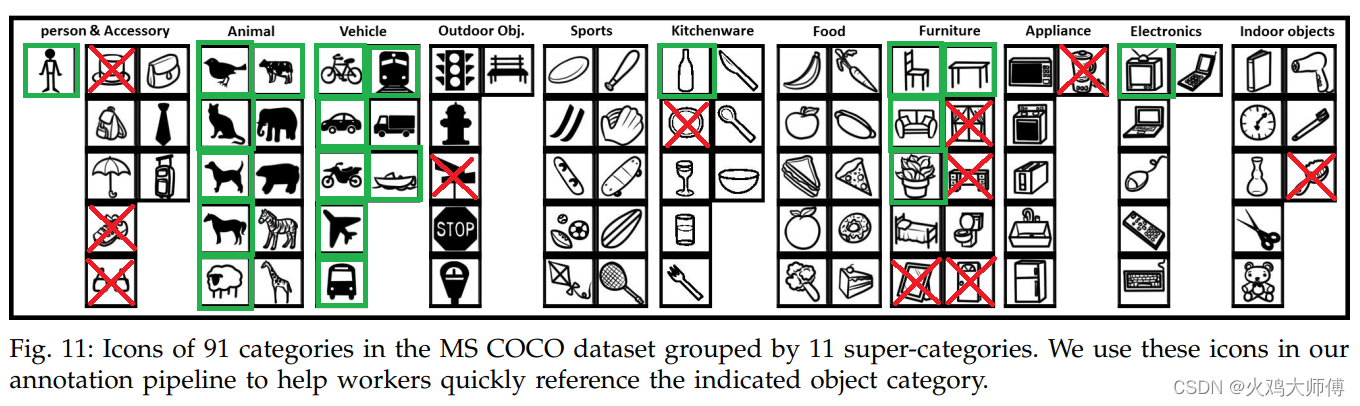 person & Accessory Animal Vehicle Outdoor Obj. Sports Kitchenware Food Furniture Appliance Electronics Indoor objects
STOP
Fig. 11: Icons of 91 categories in the MS COCO dataset grouped by 11 super-categories. We use these icons in our
annotation pipeline to help workers quickly reference the indicated object category.
CSDN @火鸡大师傅